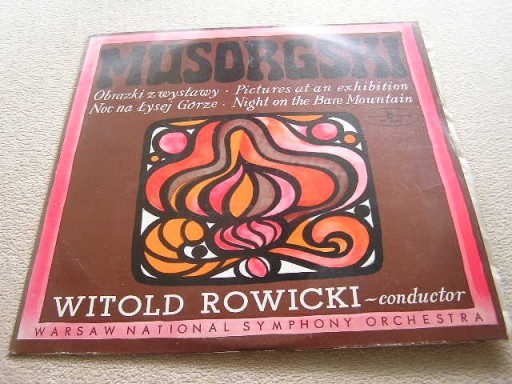 MUSORGSKI
Obrazki z wystawy · Pictures at an exhibition
Noc na Łysej Górze · Night on the Bare Mountain
WITOLD ROWICKI ~ conductor
WARSAW NATIONAL SYMPHONY ORCHESTRA